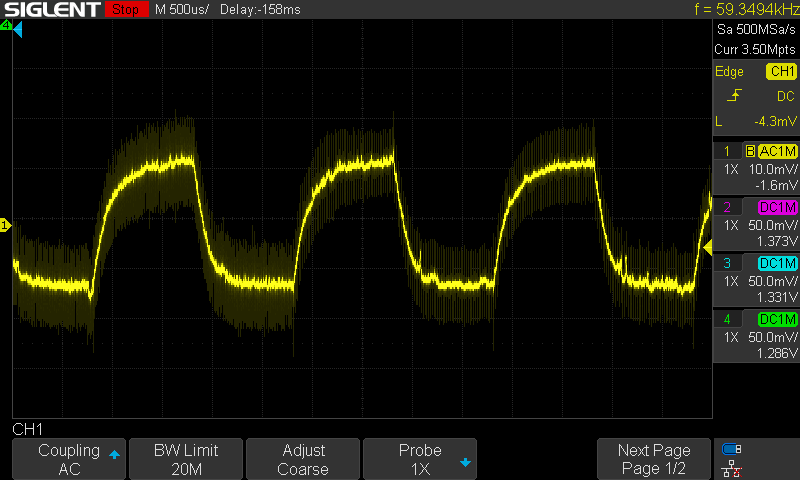 SIGLENT Stop M 500us/ Delay:-158ms f = 59.3494kHz
Sa 500MSa/s
Curr 3.50Mpts
Edge CH1
DC
L -4.3mV
1 B AC1M
1X 10.0mV/
-1.6mV
2 DC1M
1X 50.0mV/
1.373V
3 DC1M
1X 50.0mV/
1.331V
4 DC1M
1X 50.0mV/
1.286V
4
1
CH1
Coupling
AC
BW Limit
20M
Adjust
Coarse
Probe
1X
Next Page
Page 1/2